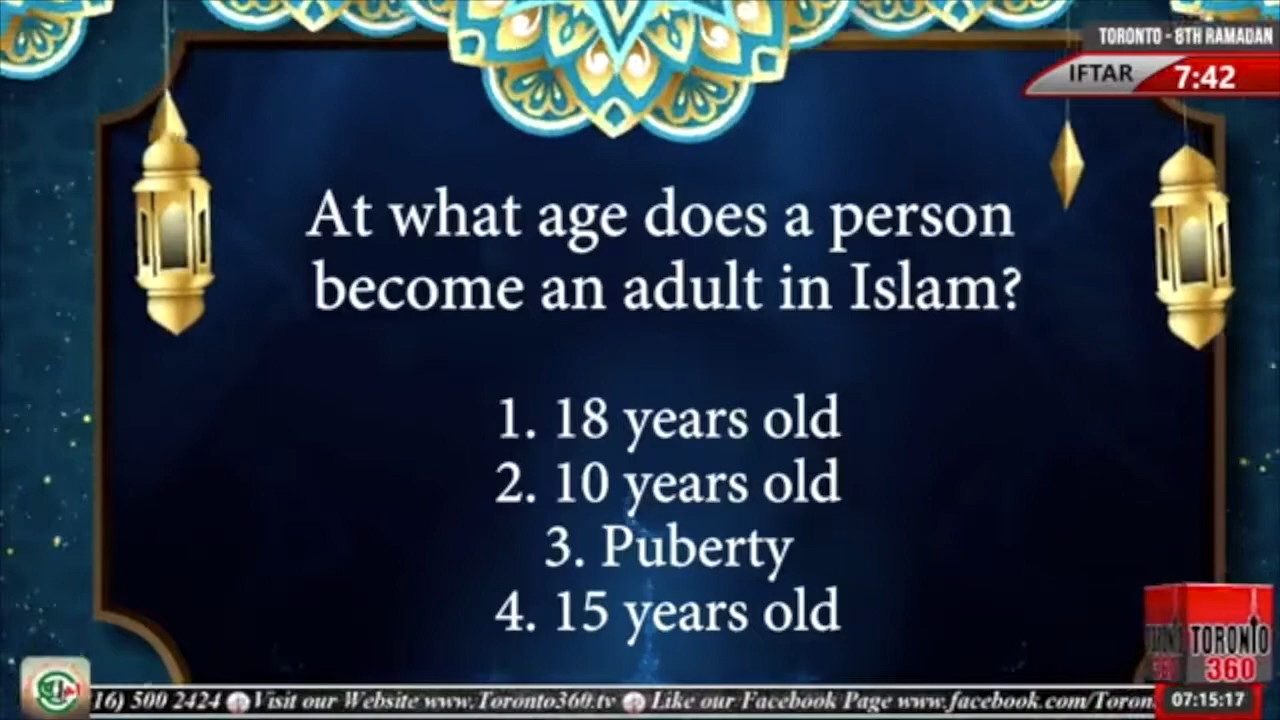 TORONTO - 8TH RAMADAN
IFTAR 7:42
At what age does a person
become an adult in Islam?
1. 18 years old
2. 10 years old
3. Puberty
4. 15 years old
TORONTO
360
16) 500 2424 Visit our Website www.Toronto360.tv Like our Facebook Page www.facebook.com/Toron
07:15:17